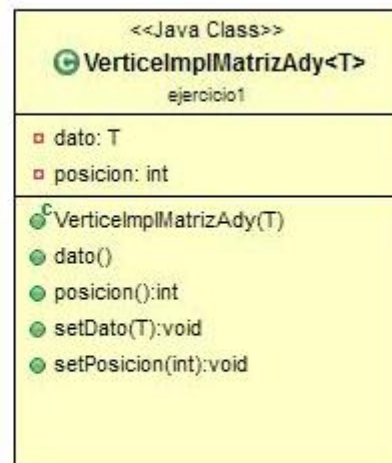 <<Java Class>>
VerticeImplMatrizAdy<T>
ejercicio1
dato: T
posicion: int
VerticeImplMatrizAdy(T)
dato()
posicion():int
setDato(T):void
setPosicion(int):void